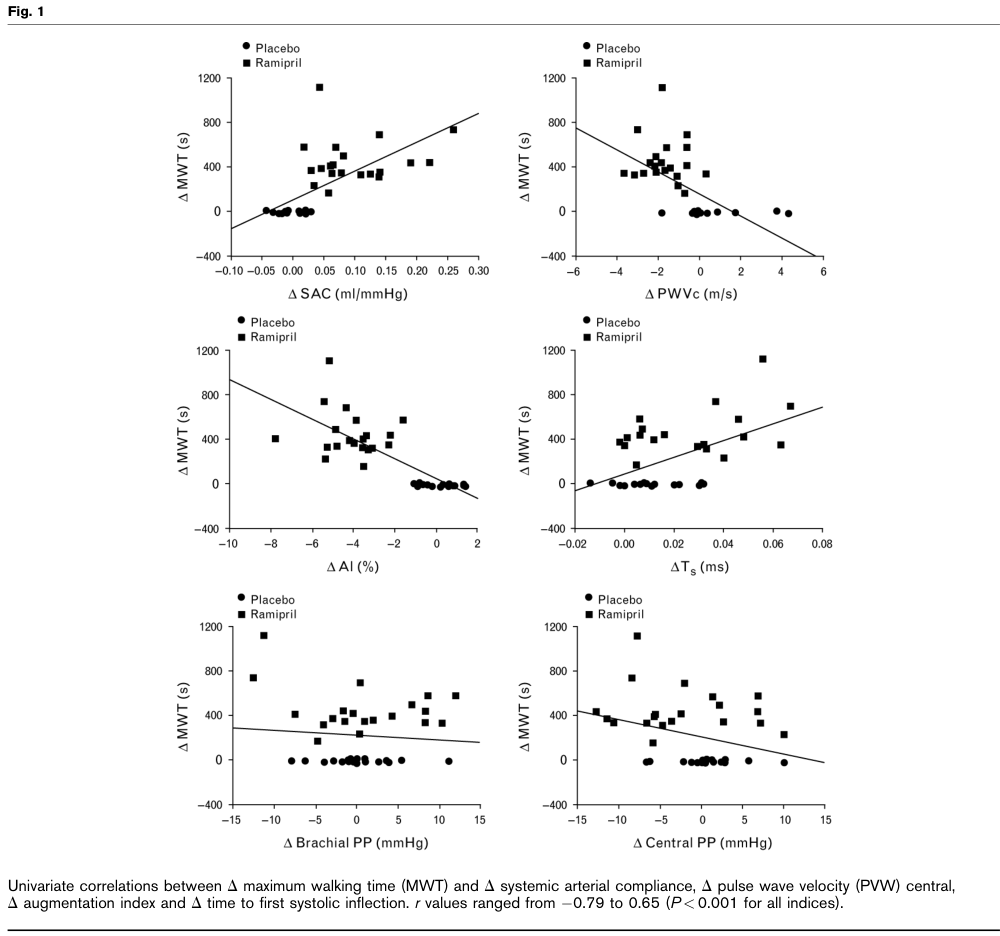 Fig. 1
Placebo
Ramipril
1200
800
400
0
−400
Δ MWT (s)
−0.10 −0.05 0.00 0.05 0.10 0.15 0.20 0.25 0.30
Δ SAC (ml/mmHg)
Placebo
Ramipril
1200
800
400
0
−400
Δ MWT (s)
−6 −4 −2 0 2 4 6
Δ PWVc (m/s)
Placebo
Ramipril
1200
800
400
0
−400
Δ MWT (s)
−10 −8 −6 −4 −2 0 2
Δ AI (%)
Placebo
Ramipril
1200
800
400
0
−400
Δ MWT (s)
−0.02 0.00 0.02 0.04 0.06 0.08
ΔTs (ms)
Placebo
Ramipril
1200
800
400
0
−400
Δ MWT (s)
−15 −10 −5 0 5 10 15
Δ Brachial PP (mmHg)
Placebo
Ramipril
1200
800
400
0
−400
Δ MWT (s)
−15 −10 −5 0 5 10 15
Δ Central PP (mmHg)
Univariate correlations between Δ maximum walking time (MWT) and Δ systemic arterial compliance, Δ pulse wave velocity (PVW) central,
Δ augmentation index and Δ time to first systolic inflection. r values ranged from −0.79 to 0.65 (P < 0.001 for all indices).